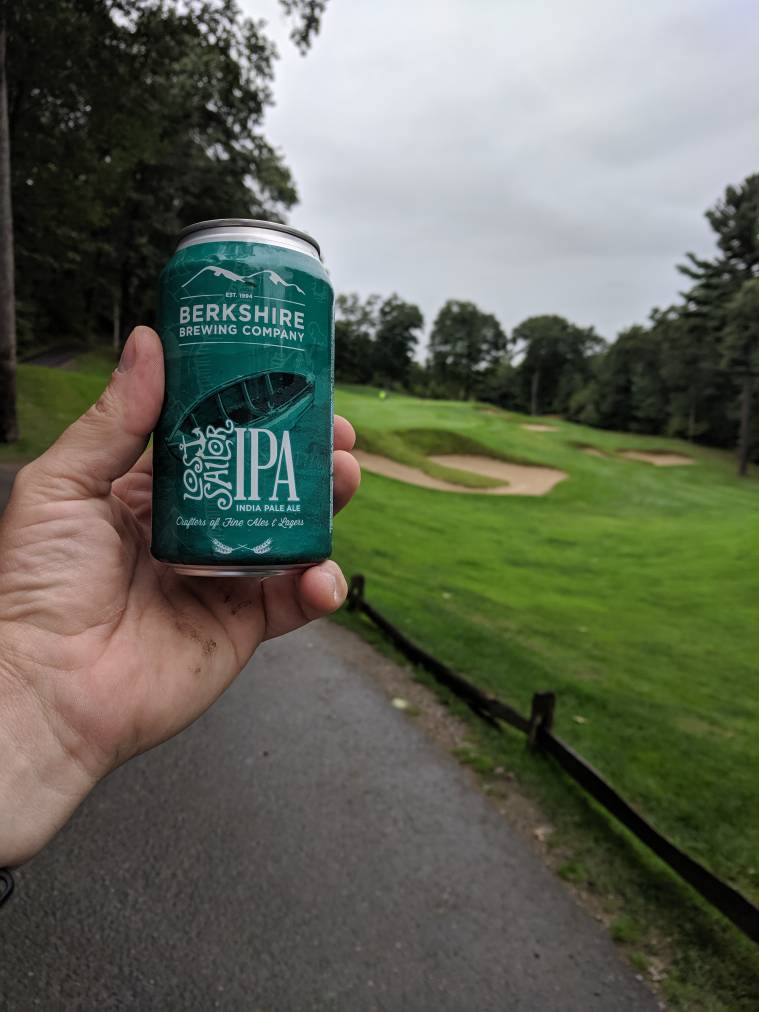 EST. 1994
BERKSHIRE
BREWING COMPANY
LOST
SAILOR
IPA
INDIA PALE ALE
Crafters of Fine Ales & Lagers